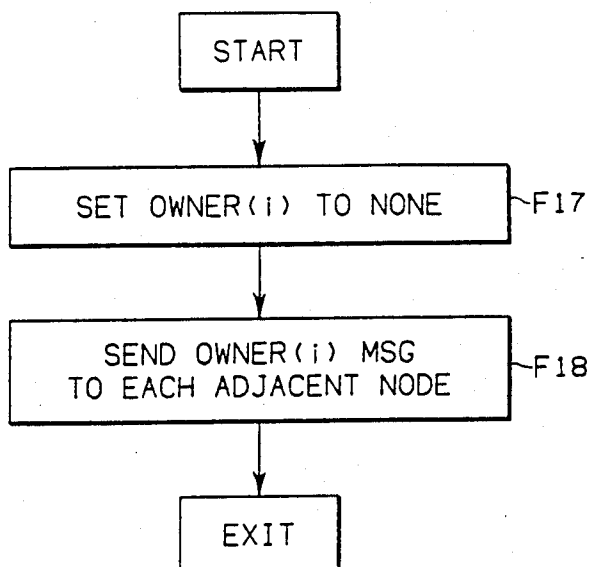 START
SET OWNER(i) TO NONE
F17
SEND OWNER(i) MSG
TO EACH ADJACENT NODE
F18
EXIT